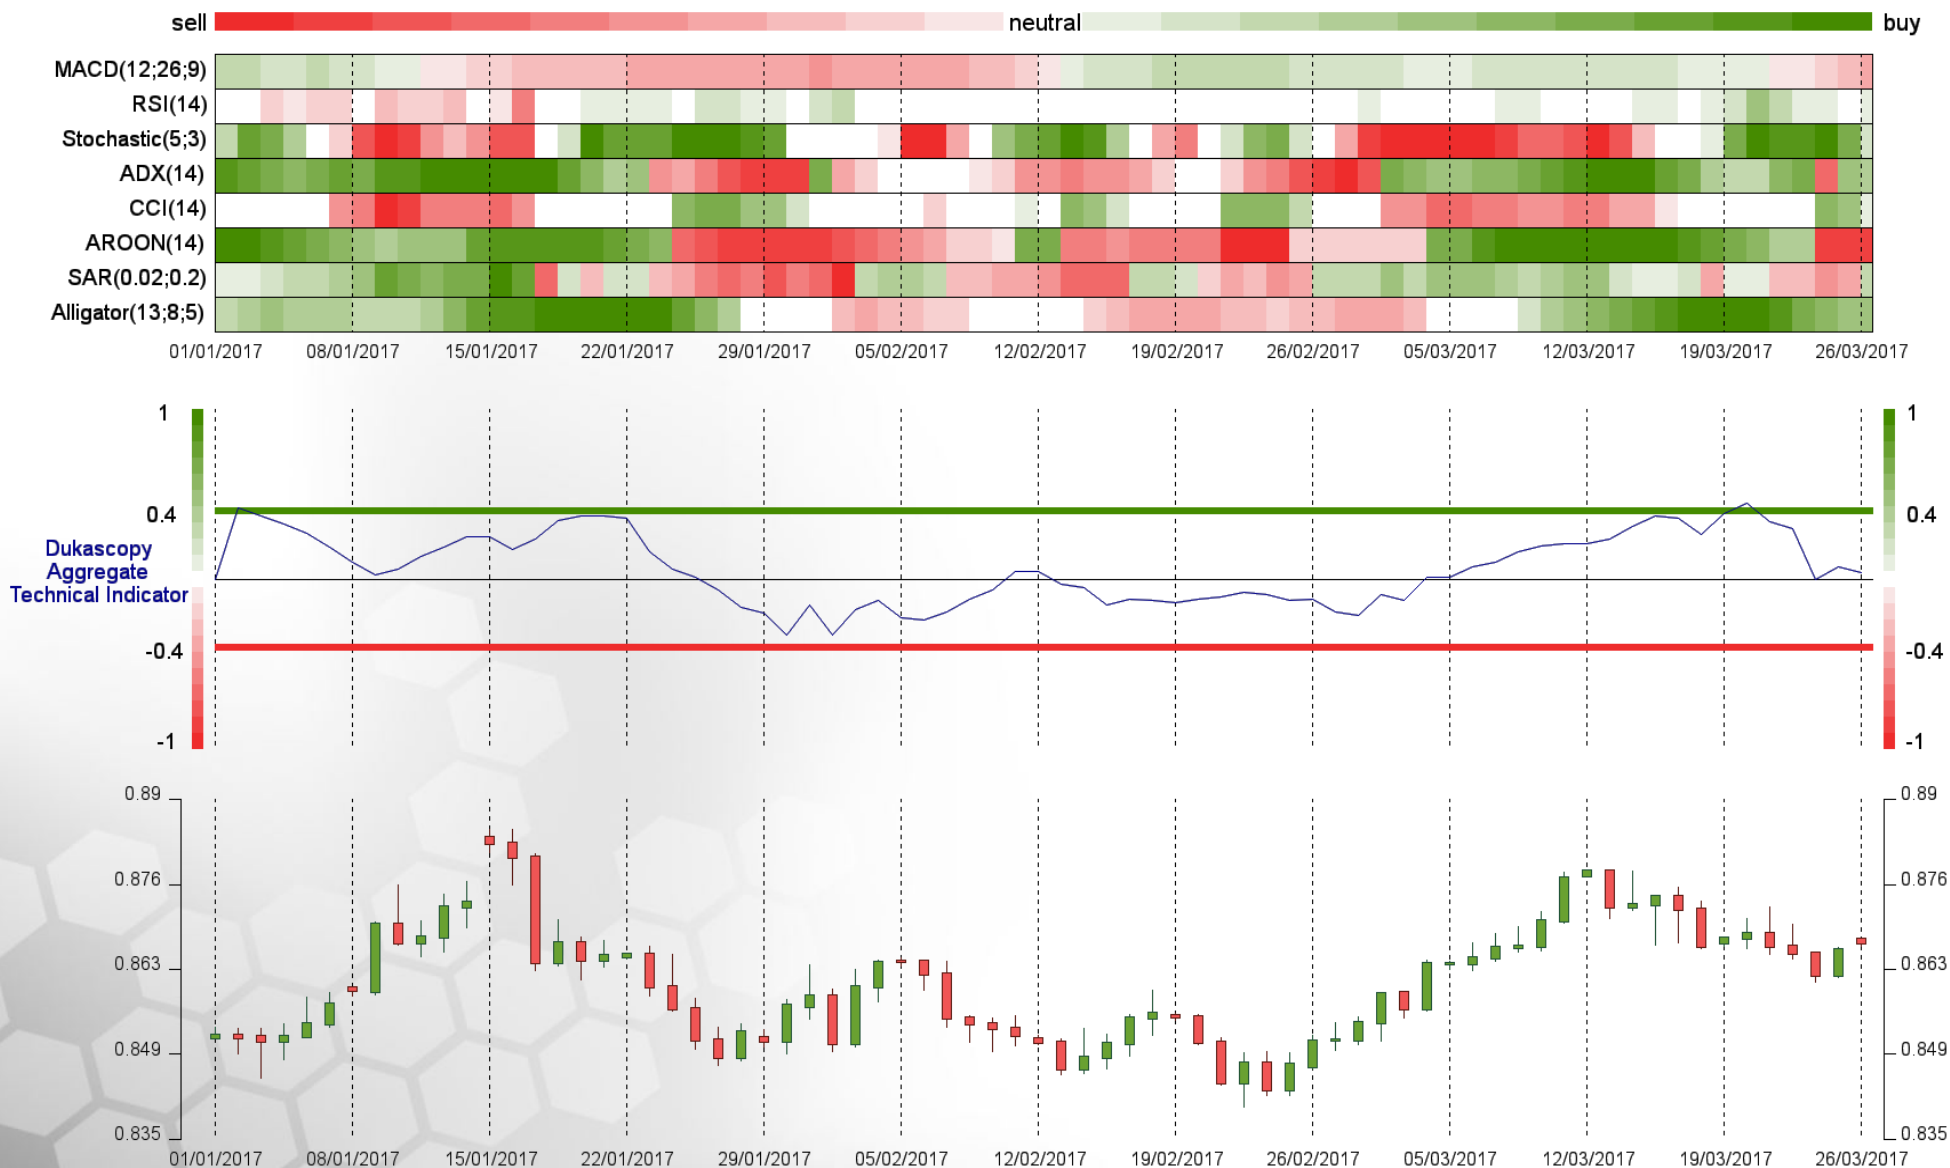 sell neutral buy
MACD(12;26;9)
RSI(14)
Stochastic(5;3)
ADX(14)
CCI(14)
AROON(14)
SAR(0.02;0.2)
Alligator(13;8;5)
01/01/2017 08/01/2017 15/01/2017 22/01/2017 29/01/2017 05/02/2017 12/02/2017 19/02/2017 26/02/2017 05/03/2017 12/03/2017 19/03/2017 26/03/2017
1 1
0.4 0.4
Dukascopy
Aggregate
Technical Indicator
-0.4 -0.4
-1 -1
0.89 0.89
0.876 0.876
0.863 0.863
0.849 0.849
0.835 0.835
01/01/2017 08/01/2017 15/01/2017 22/01/2017 29/01/2017 05/02/2017 12/02/2017 19/02/2017 26/02/2017 05/03/2017 12/03/2017 19/03/2017 26/03/2017